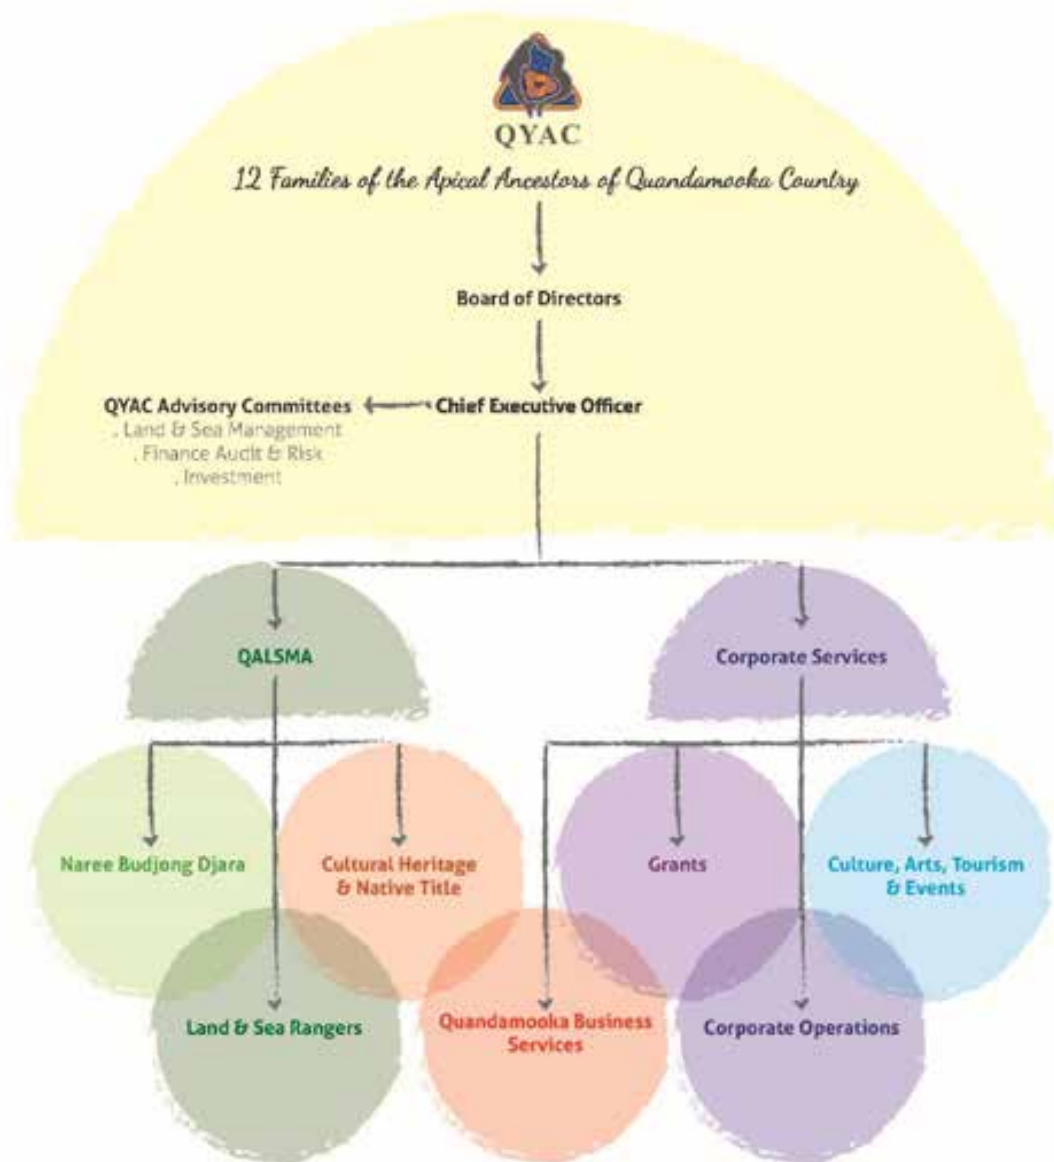 QYAC
12 Families of the Apical Ancestors of Quandamooka Country
Board of Directors
QYAC Advisory Committees
. Land & Sea Management
. Finance Audit & Risk
. Investment
Chief Executive Officer
QALSMA
Corporate Services
Naree Budjong Djara
Cultural Heritage
& Native Title
Grants
Culture, Arts, Tourism
& Events
Land & Sea Rangers
Quandamooka Business
Services
Corporate Operations